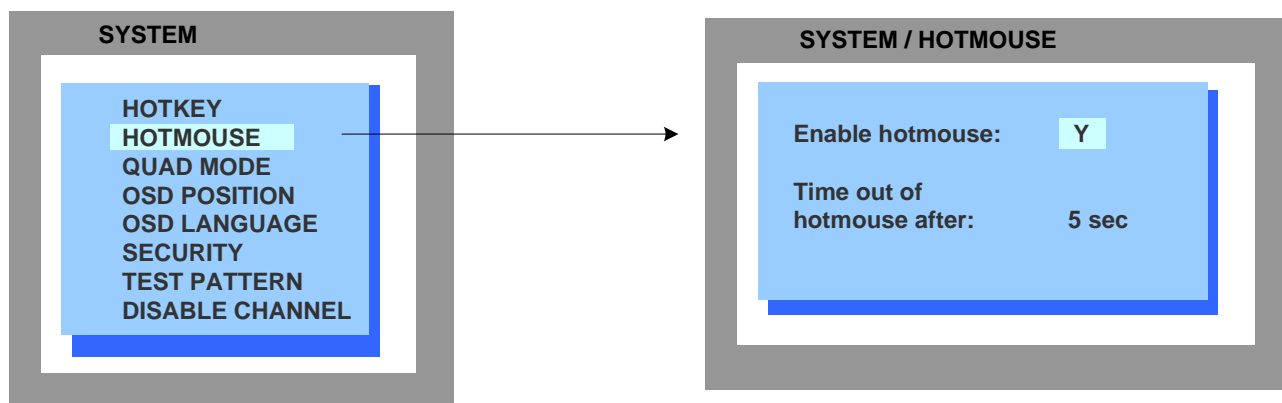 SYSTEM
HOTKEY
HOTMOUSE
QUAD MODE
OSD POSITION
OSD LANGUAGE
SECURITY
TEST PATTERN
DISABLE CHANNEL
SYSTEM / HOTMOUSE
Enable hotmouse: Y
Time out of
hotmouse after: 5 sec